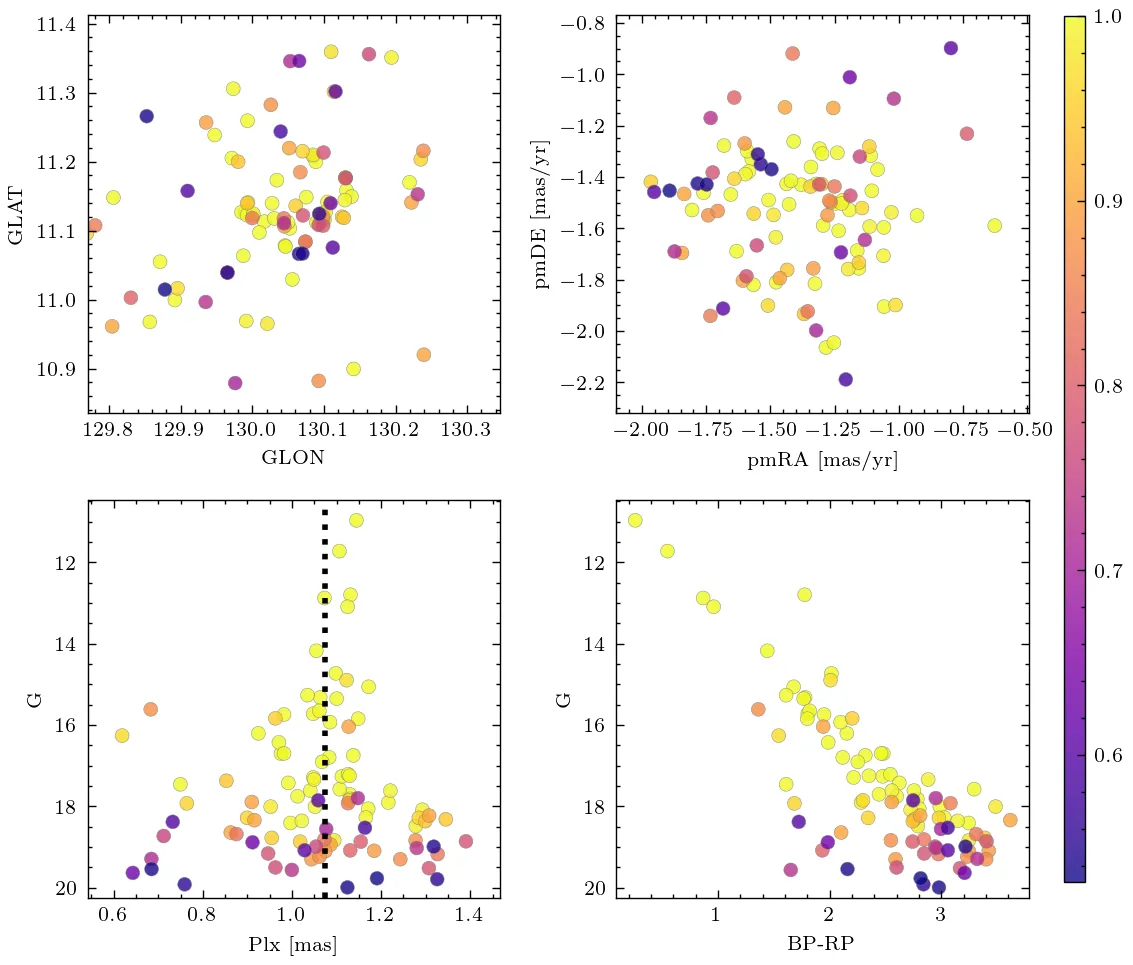 11.4
11.3
11.2
11.1
11.0
10.9
GLAT
129.8 129.9 130.0 130.1 130.2 130.3
GLON
−0.8
−1.0
−1.2
−1.4
−1.6
−1.8
−2.0
−2.2
pmDE [mas/yr]
−2.00 −1.75 −1.50 −1.25 −1.00 −0.75 −0.50
pmRA [mas/yr]
1.0
0.9
0.8
0.7
0.6
12
14
16
18
20
G
0.6 0.8 1.0 1.2 1.4
Plx [mas]
12
14
16
18
20
G
1 2 3
BP-RP